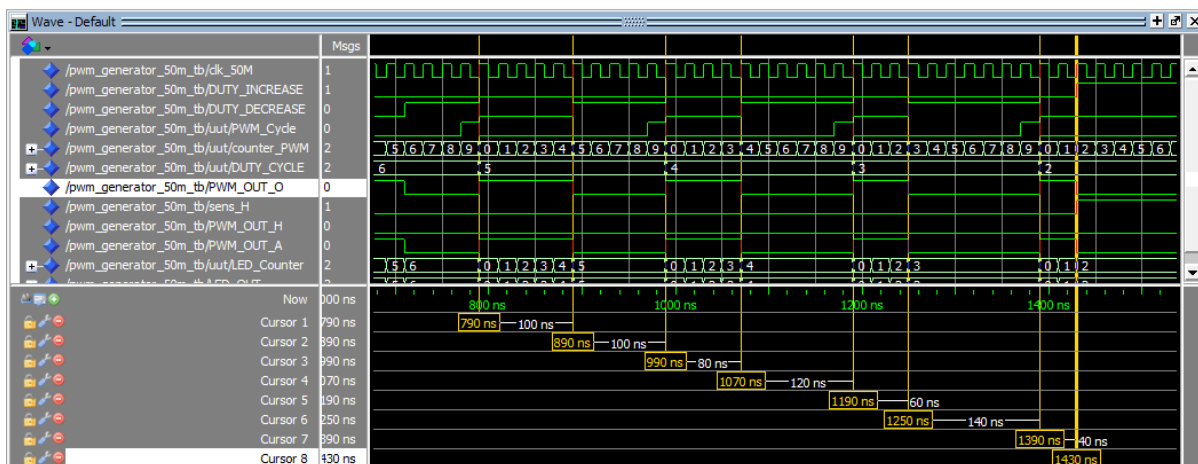 Wave - Default
Msgs
/pwm_generator_50m_tb/clk_50M 1
/pwm_generator_50m_tb/DUTY_INCREASE 1
/pwm_generator_50m_tb/DUTY_DECREASE 0
/pwm_generator_50m_tb/uut/PWM_Cycle 0
/pwm_generator_50m_tb/uut/counter_PWM 2 5 6 7 8 9 0 1 2 3 4 5 6 7 8 9 0 1 2 3 4 5 6 7 8 9 0 1 2 3 4 5 6 7 8 9 0 1 2 3 4 5 6
/pwm_generator_50m_tb/uut/DUTY_CYCLE 2 6 5 4 3 2
/pwm_generator_50m_tb/PWM_OUT_O 0
/pwm_generator_50m_tb/sens_H 1
/pwm_generator_50m_tb/PWM_OUT_H 0
/pwm_generator_50m_tb/PWM_OUT_A 0
/pwm_generator_50m_tb/uut/LED_Counter 2 5 6 0 1 2 3 4 5 0 1 2 3 4 0 1 2 3 0 1 2
Now 000 ns 800 ns 1000 ns 1200 ns 1400 ns
Cursor 1 790 ns 790 ns 100 ns
Cursor 2 890 ns 890 ns 100 ns
Cursor 3 990 ns 990 ns 80 ns
Cursor 4 070 ns 1070 ns 120 ns
Cursor 5 190 ns 1190 ns 60 ns
Cursor 6 250 ns 1250 ns 140 ns
Cursor 7 390 ns 1390 ns 40 ns
Cursor 8 430 ns 1430 ns